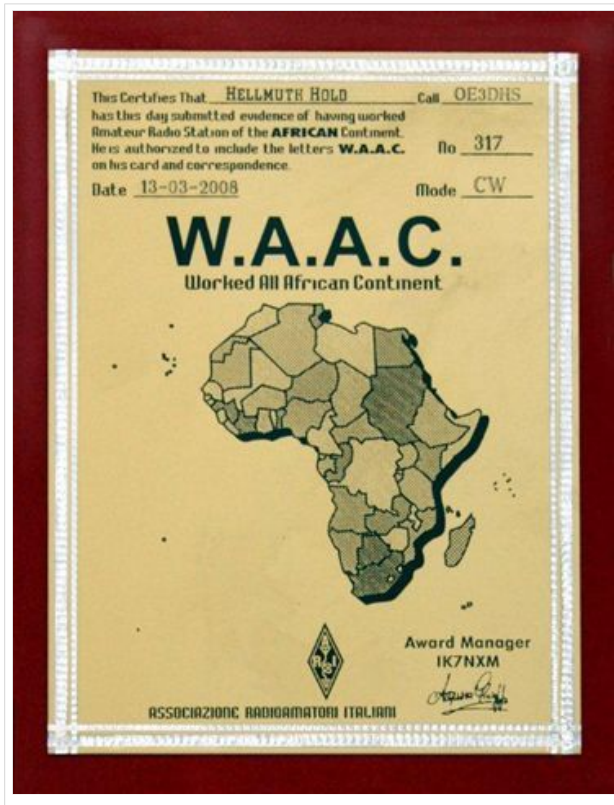 This Certifies That HELLMUTH HOLD Call OE3DHS
has this day submitted evidence of having worked
Amateur Radio Station of the AFRICAN Continent.
He is authorized to include the letters W.A.A.C. No 317
on his card and correspondence.
Date 13-03-2008 Mode CW
W.A.A.C.
Worked All African Continent
Award Manager
IK7NXM
ARI
ASSOCIAZIONE RADIOAMATORI ITALIANI